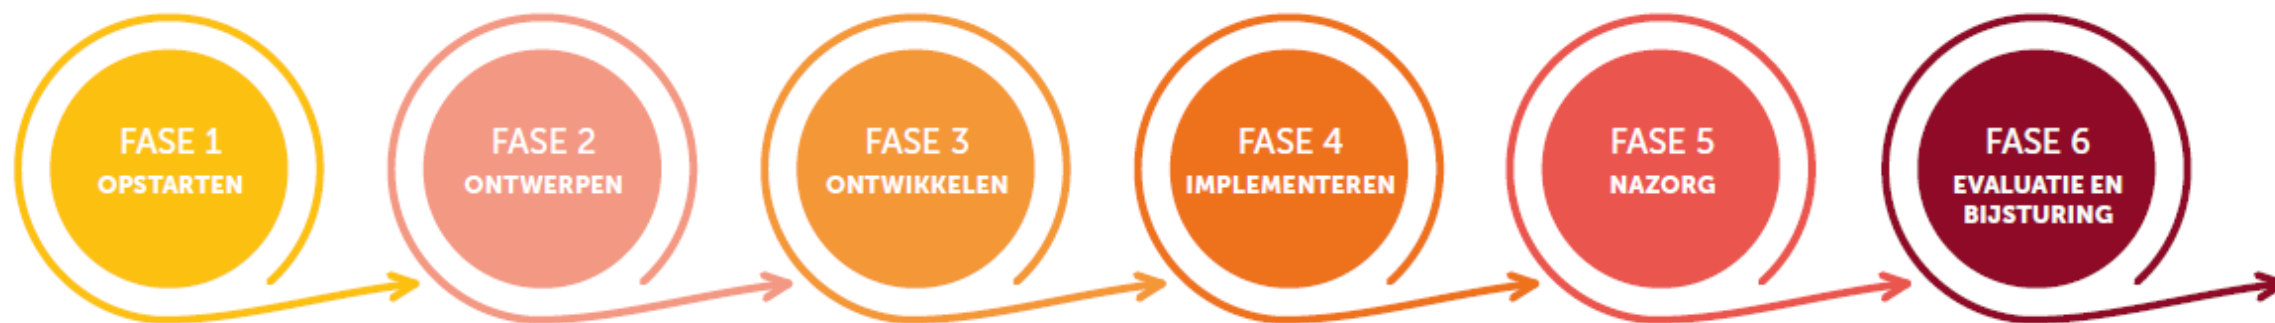 FASE 1
OPSTARTEN
FASE 2
ONTWERPEN
FASE 3
ONTWIKKELEN
FASE 4
IMPLEMENTEREN
FASE 5
NAZORG
FASE 6
EVALUATIE EN
BIJSTURING